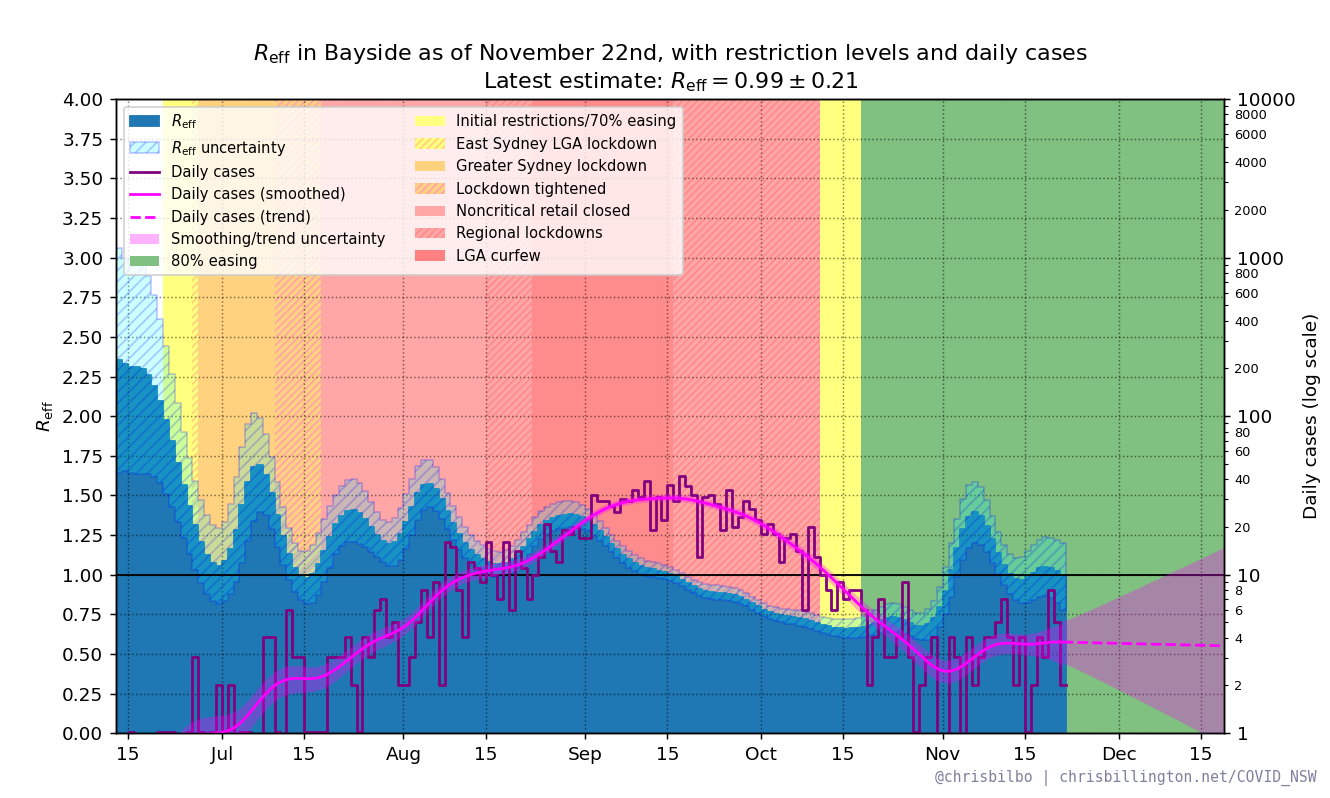 Reff in Bayside as of November 22nd, with restriction levels and daily cases
Latest estimate: Reff = 0.99 ± 0.21
4.00
3.75
3.50
3.25
3.00
2.75
2.50
2.25
2.00
1.75
1.50
1.25
1.00
0.75
0.50
0.25
0.00
Reff
Reff
Reff uncertainty
Daily cases
Daily cases (smoothed)
Daily cases (trend)
Smoothing/trend uncertainty
80% easing
Initial restrictions/70% easing
East Sydney LGA lockdown
Greater Sydney lockdown
Lockdown tightened
Noncritical retail closed
Regional lockdowns
LGA curfew
10000
8000
6000
4000
2000
1000
800
600
400
200
100
80
60
40
20
10
8
6
4
2
1
Daily cases (log scale)
15 Jul 15 Aug 15 Sep 15 Oct 15 Nov 15 Dec 15
@chrisbilbo | chrisbillington.net/COVID_NSW